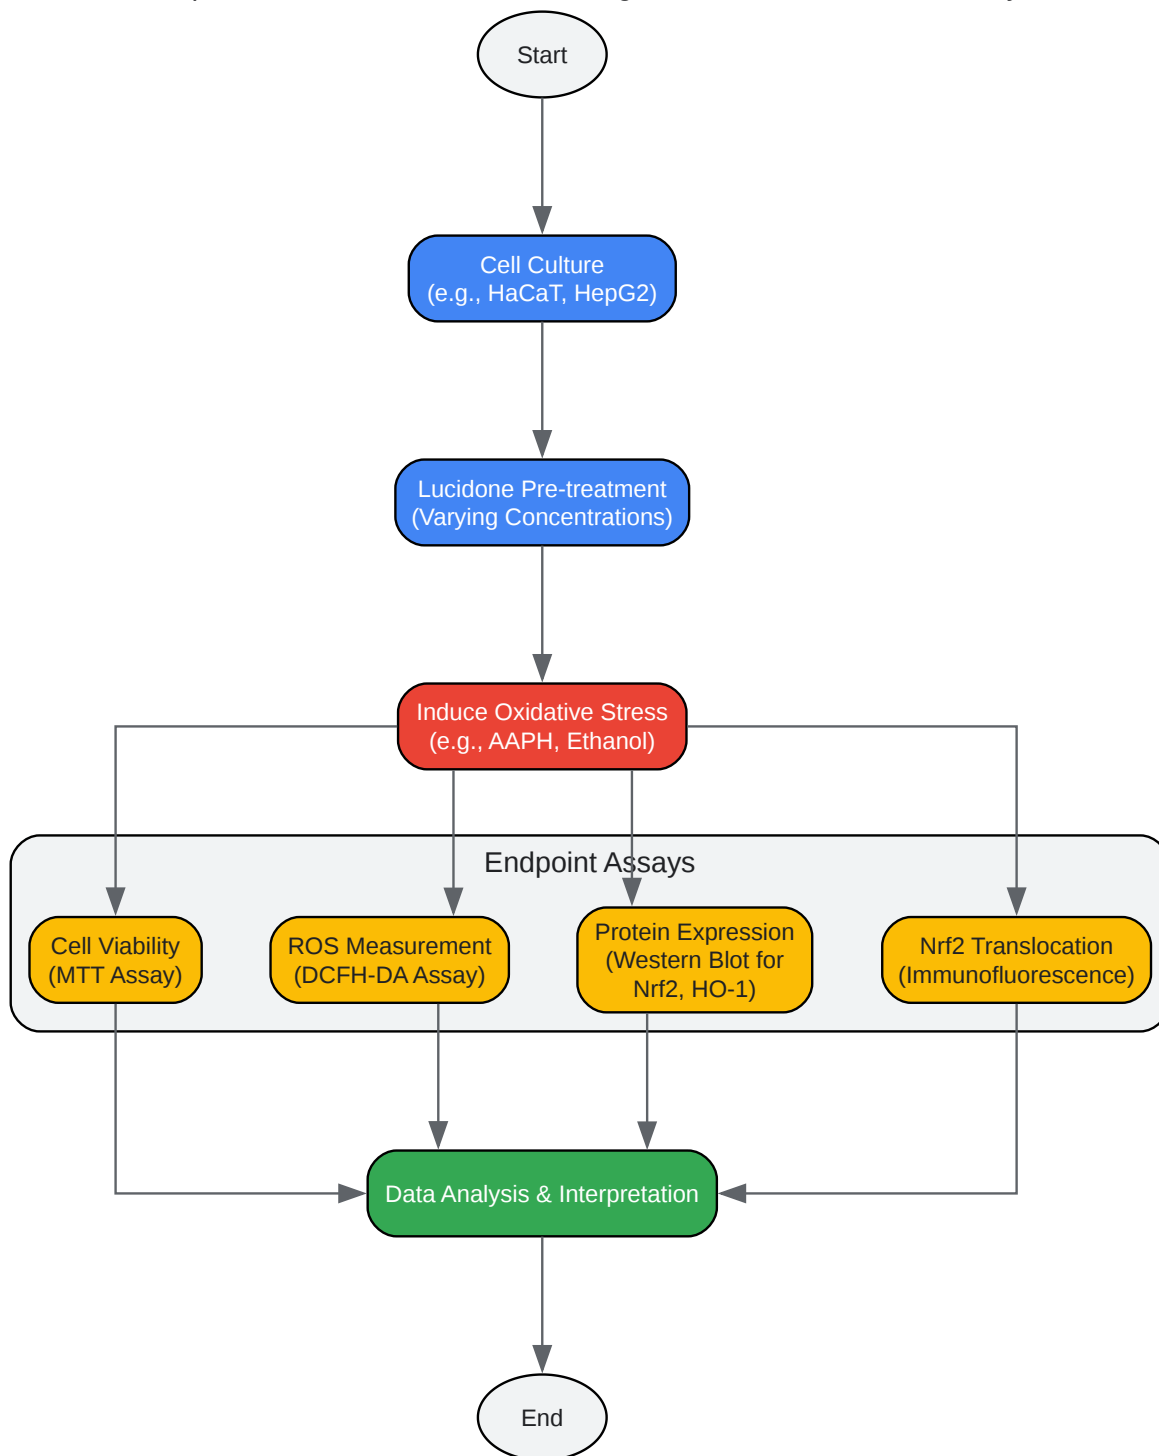 Start
Cell Culture
(e.g., HaCaT, HepG2)
Lucidone Pre-treatment
(Varying Concentrations)
Induce Oxidative Stress
(e.g., AAPH, Ethanol)
Endpoint Assays
Cell Viability
(MTT Assay)
ROS Measurement
(DCFH-DA Assay)
Protein Expression
(Western Blot for
Nrf2, HO-1)
Nrf2 Translocation
(Immunofluorescence)
Data Analysis & Interpretation
End